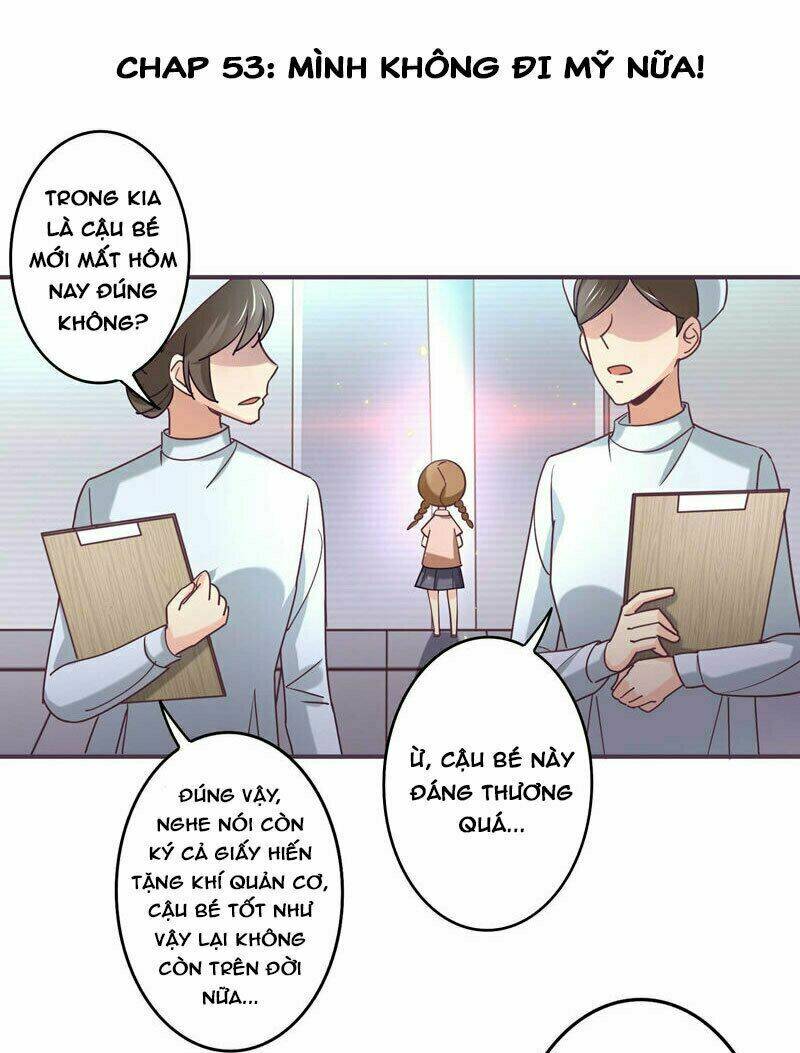 CHAP 53: MÌNH KHÔNG ĐI MỸ NỮA!
TRONG KIA
LÀ CẬU BÉ
MỚI MẤT HÔM
NAY ĐÚNG
KHÔNG?
Ừ, CẬU BÉ NÀY
ĐÁNG THƯƠNG
QUÁ...
ĐÚNG VẬY,
NGHE NÓI CÒN
KÝ CẢ GIẤY HIẾN
TẶNG KHÍ QUẢN CƠ,
CẬU BÉ TỐT NHƯ
VẬY LẠI KHÔNG
CÒN TRÊN ĐỜI
NỮA...